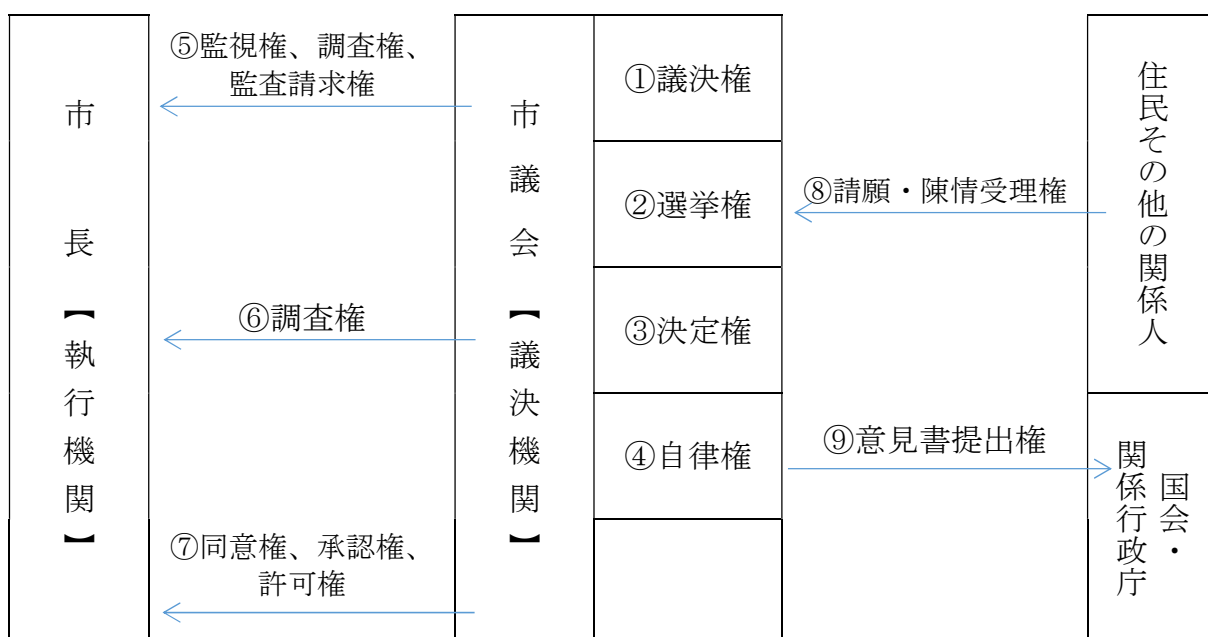 市長【執行機関】
⑤監視権、調査権、
監査請求権
⑥調査権
⑦同意権、承認権、
許可権
市議会【議決機関】
①議決権
②選挙権
③決定権
④自律権
⑧請願・陳情受理権
⑨意見書提出権
住民その他の関係人
国会・
関係行政庁